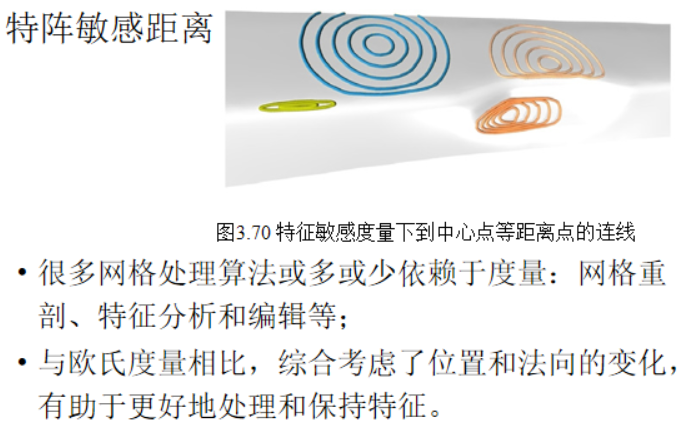 特阵敏感距离
图3.70 特征敏感度量下到中心点等距离点的连线
• 很多网格处理算法或多或少依赖于度量：网格重
剖、特征分析和编辑等；
• 与欧氏度量相比，综合考虑了位置和法向的变化，
有助于更好地处理和保持特征。